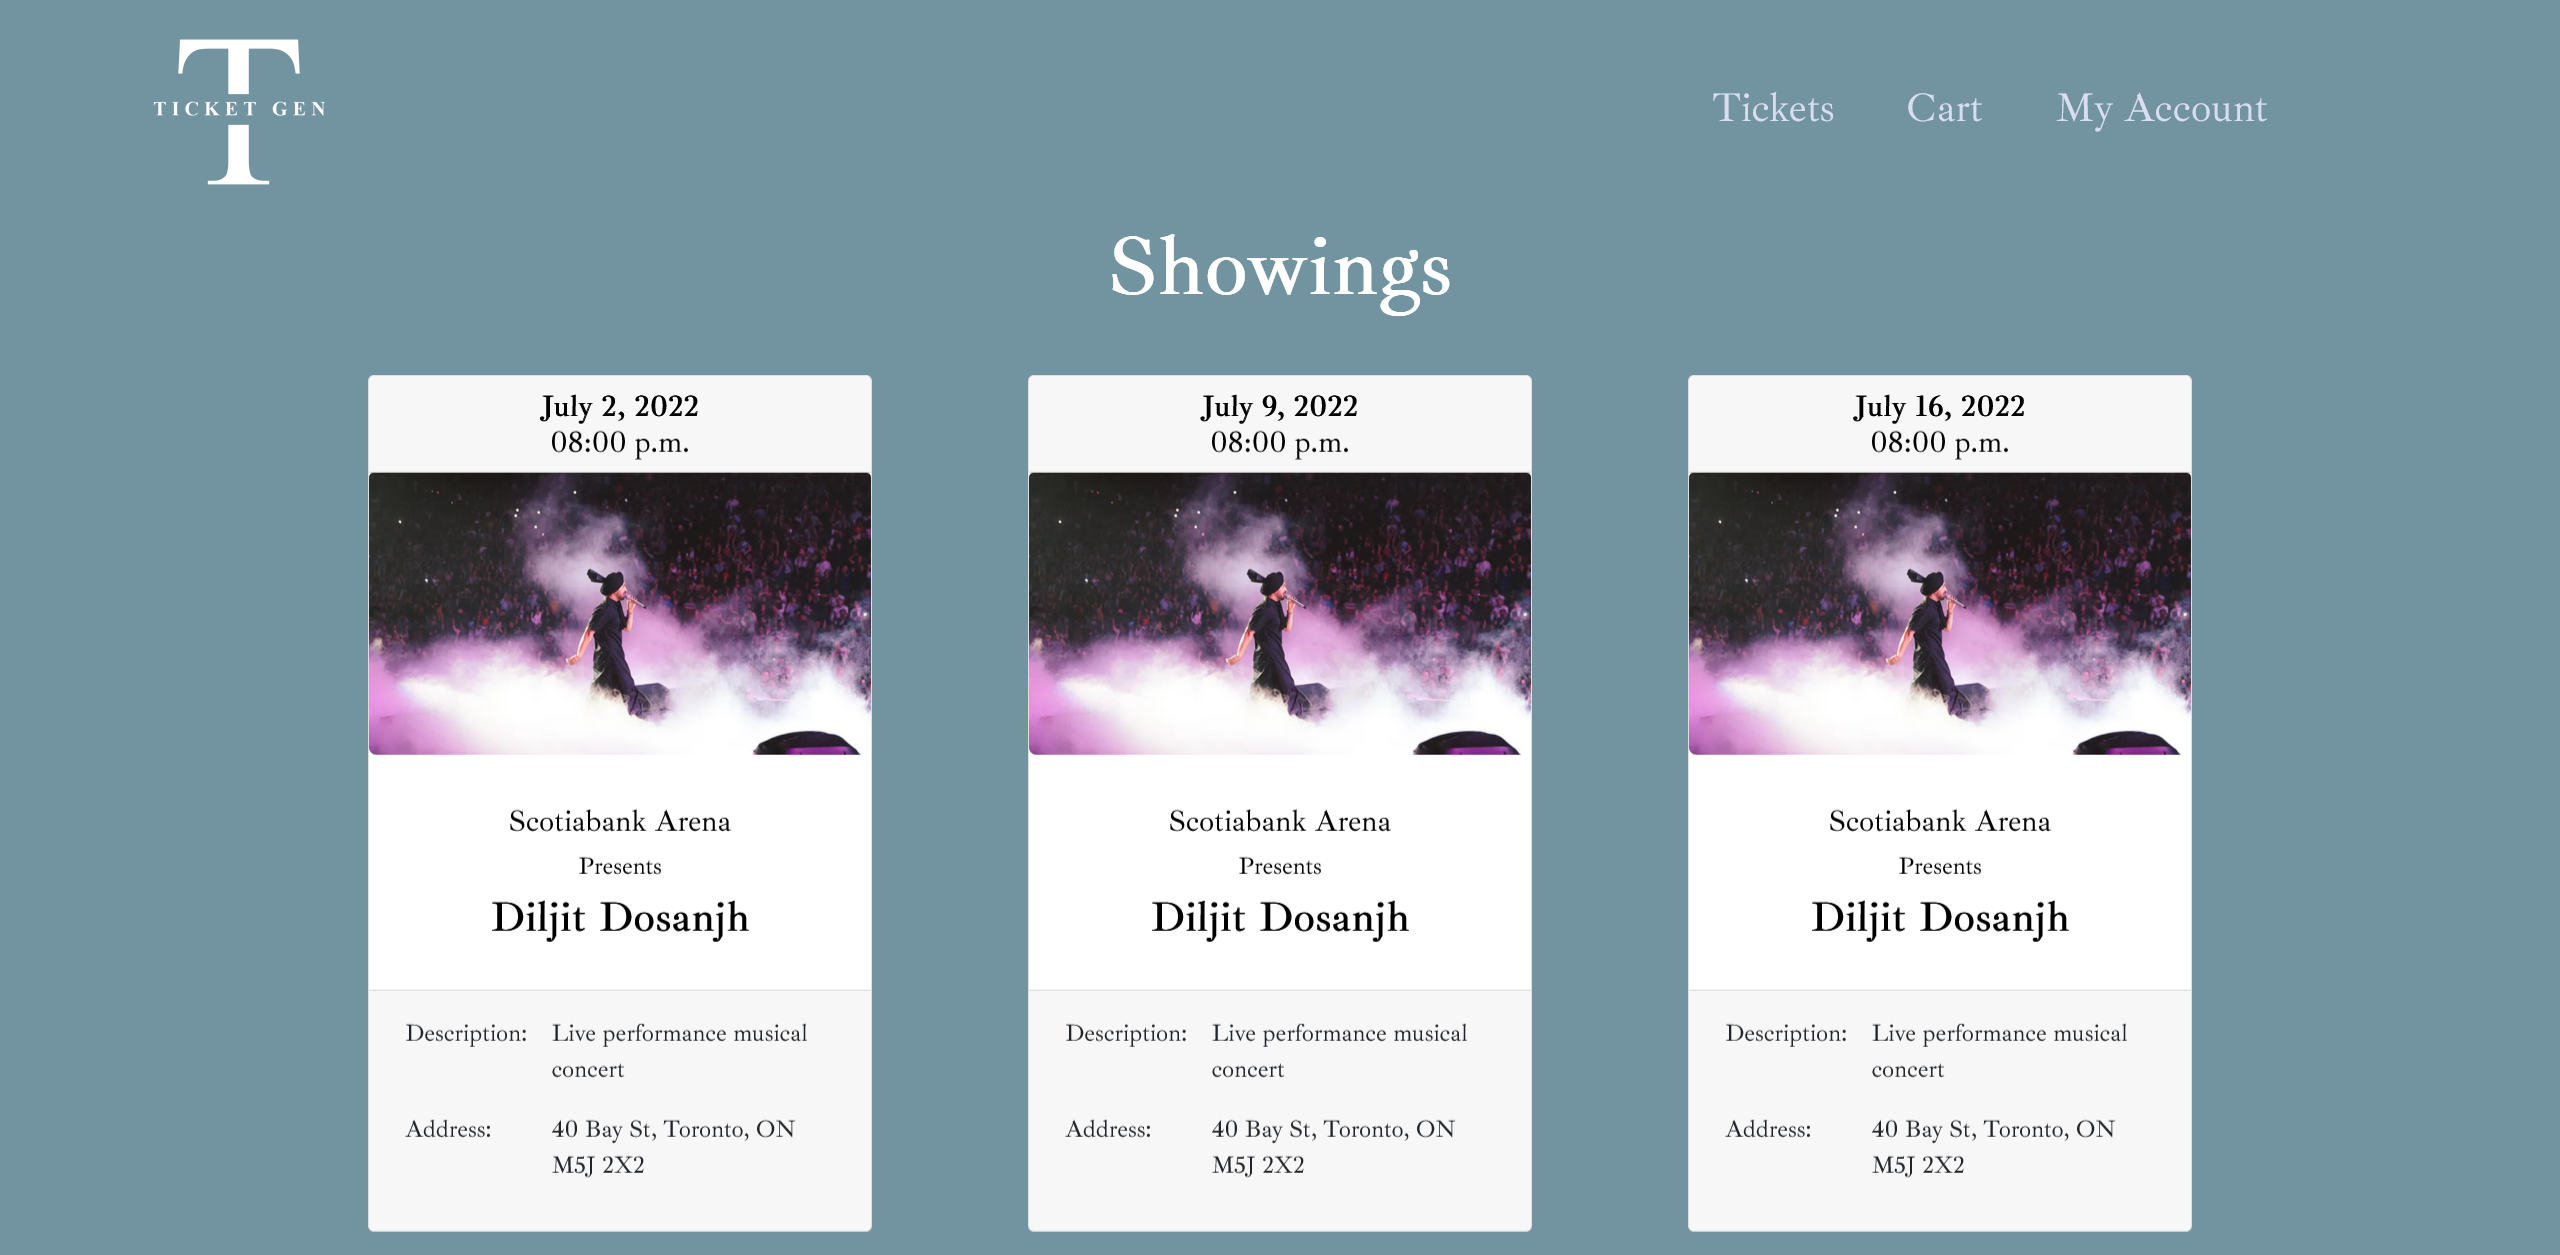 TICKET GEN
Tickets
Cart
My Account
Showings
July 2, 2022
08:00 p.m.
Scotiabank Arena
Presents
Diljit Dosanjh
Description:
Live performance musical
concert
Address:
40 Bay St, Toronto, ON
M5J 2X2
July 9, 2022
08:00 p.m.
Scotiabank Arena
Presents
Diljit Dosanjh
Description:
Live performance musical
concert
Address:
40 Bay St, Toronto, ON
M5J 2X2
July 16, 2022
08:00 p.m.
Scotiabank Arena
Presents
Diljit Dosanjh
Description:
Live performance musical
concert
Address:
40 Bay St, Toronto, ON
M5J 2X2